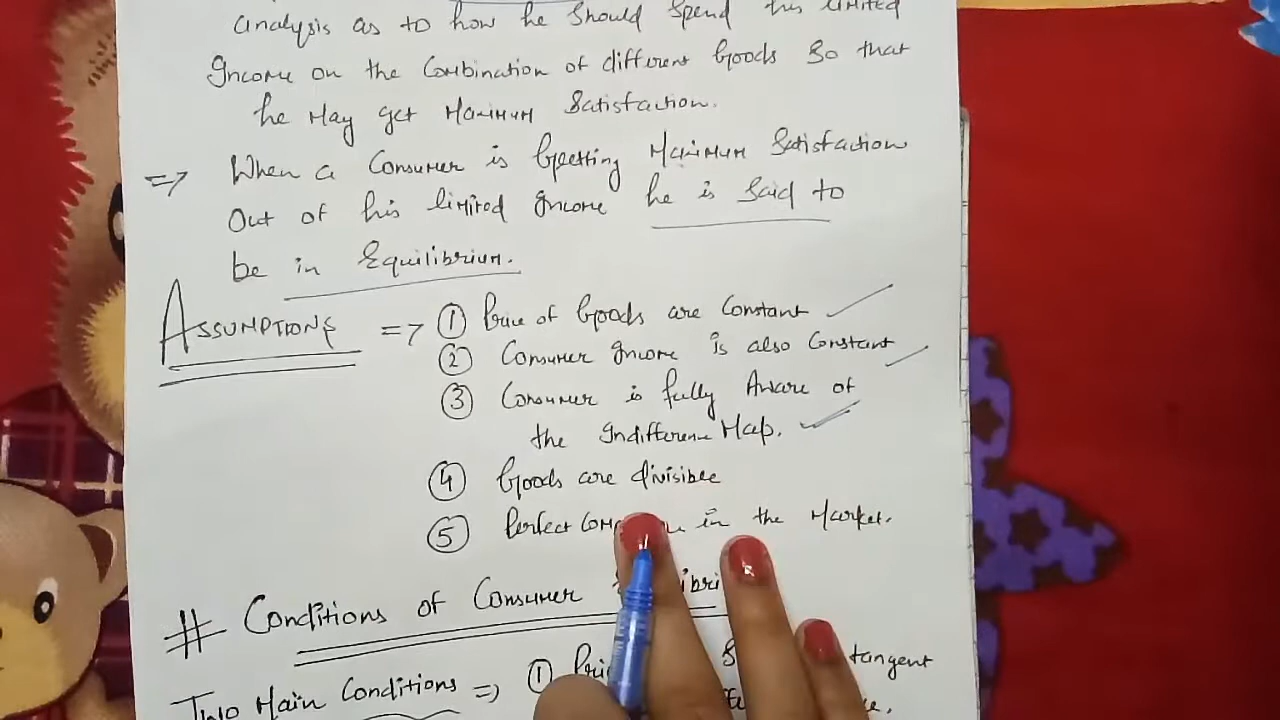 analysis as to how he should spend his limited
Income on the Combination of different Goods So that
he May get Maximum Satisfaction.
=> When a Consumer is Getting Maximum Satisfaction
Out of his limited Income he is Said to
be in Equilibrium.
ASSUMPTIONS => ① Price of Goods are Constant
② Consumer Income is also Constant
③ Consumer is fully Aware of
the Indifference Map.
④ Goods are divisible
⑤ Perfect in the Market.
# Conditions of Consumer
Two Main Conditions => ① tangent